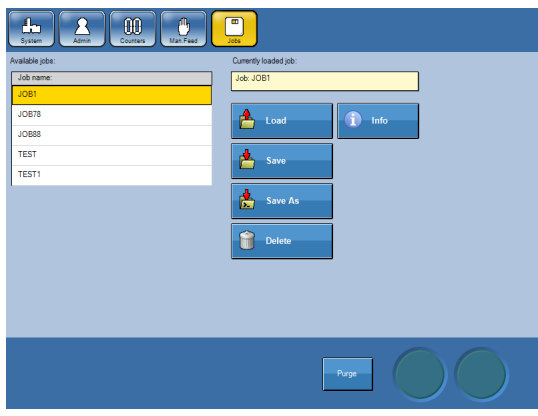 System Admin Counters Man.Feed Jobs
Available jobs:
Currently loaded job:
Job name:
Job: JOB1
JOB1
JOB78
JOB88
TEST
TEST1
Load
Info
Save
Save As
Delete
Purge